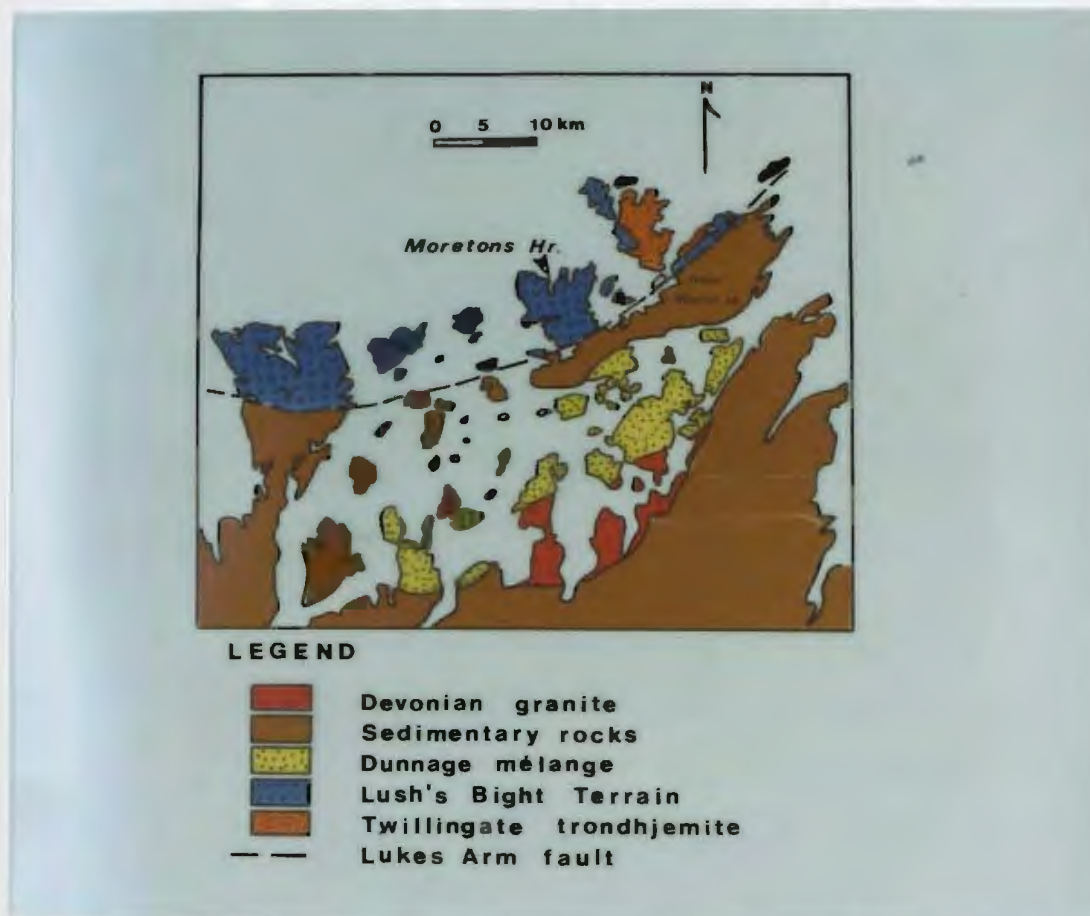 N
0 5 10 km
Moretons Hr.
LEGEND
Devonian granite
Sedimentary rocks
Dunnage mélange
Lush's Bight Terrain
Twillingate trondhjemite
Lukes Arm fault